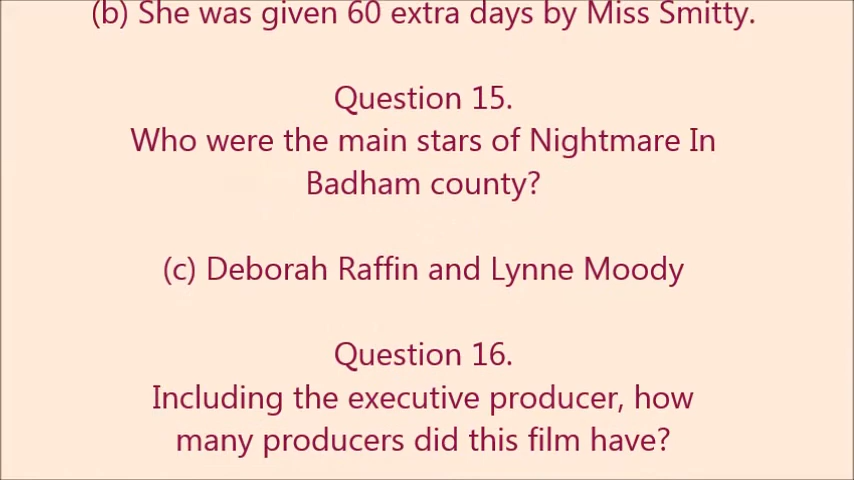 (b) She was given 60 extra days by Miss Smitty.
Question 15.
Who were the main stars of Nightmare In
Badham county?
(c) Deborah Raffin and Lynne Moody
Question 16.
Including the executive producer, how
many producers did this film have?